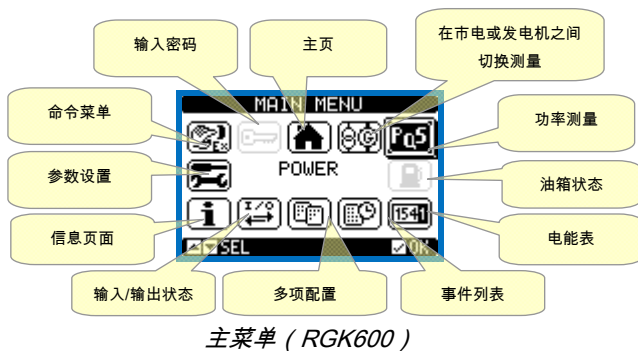 输入密码
主页
在市电或发电机之间
切换测量
命令菜单
MAIN MENU
功率测量
EX
G
PQS
参数设置
POWER
油箱状态
信息页面
i
I/O
1541
电能表
SEL
OK
输入/输出状态
多项配置
事件列表
主菜单（RGK600）